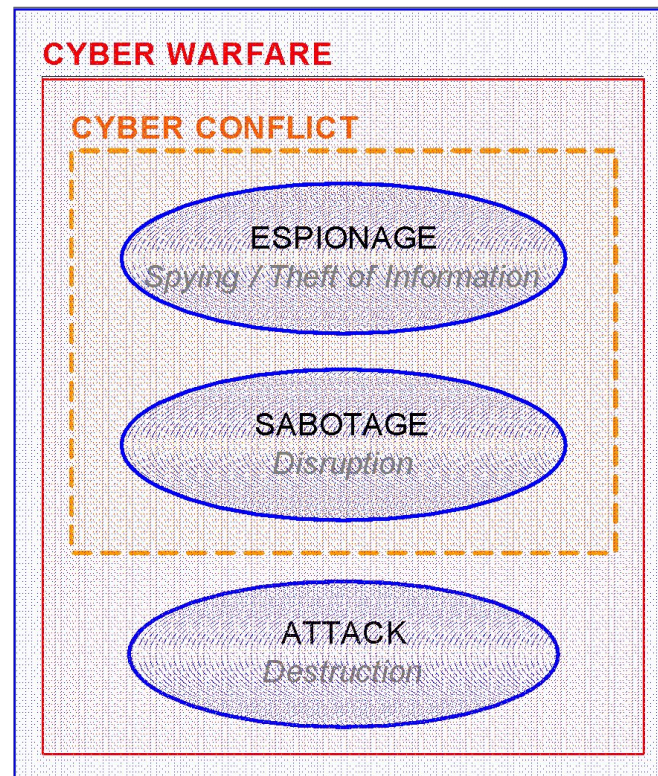 CYBER WARFARE
CYBER CONFLICT
ESPIONAGE
Spying / Theft of Information
SABOTAGE
Disruption
ATTACK
Destruction